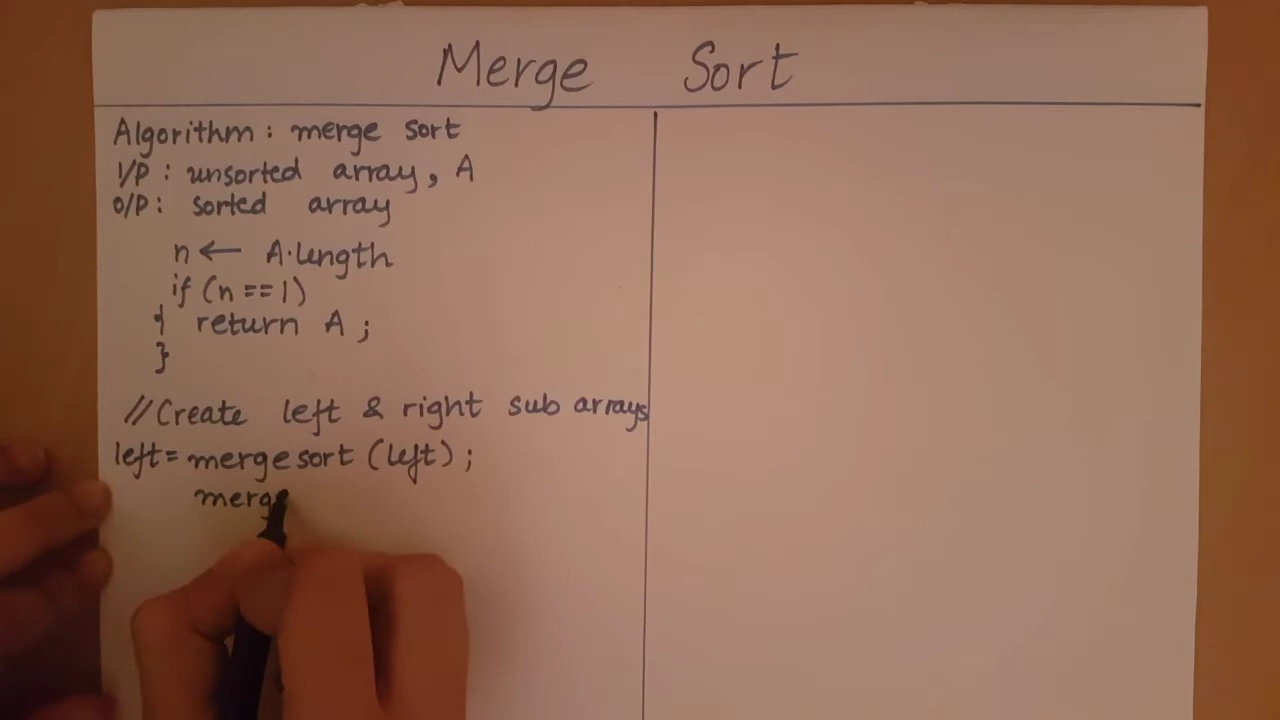 Merge Sort
Algorithm: merge sort
I/P: unsorted array, A
O/P: sorted array
n ← A.length
if (n==1)
{ return A;
}
//Create left & right sub arrays
left= mergesort (left);
merge